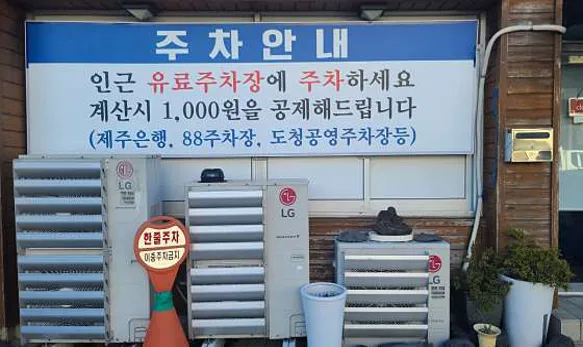 주차안내
인근 유료주차장에 주차하세요
계산시 1,000원을 공제해드립니다
(제주은행, 88주차장, 도청공영주차장등)
LG
LG
LG
한줄주차
이중주차금지